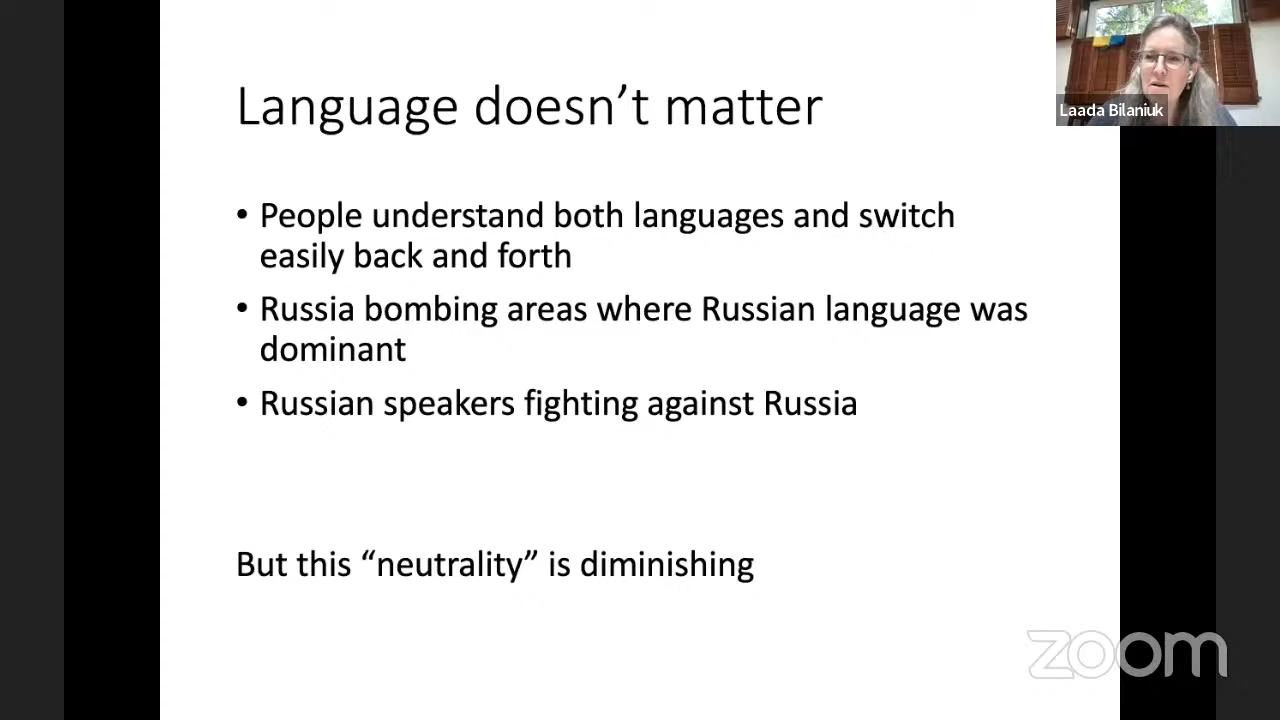 Language doesn’t matter
Laada Bilaniuk
• People understand both languages and switch
easily back and forth
• Russia bombing areas where Russian language was
dominant
• Russian speakers fighting against Russia
But this “neutrality” is diminishing
zoom